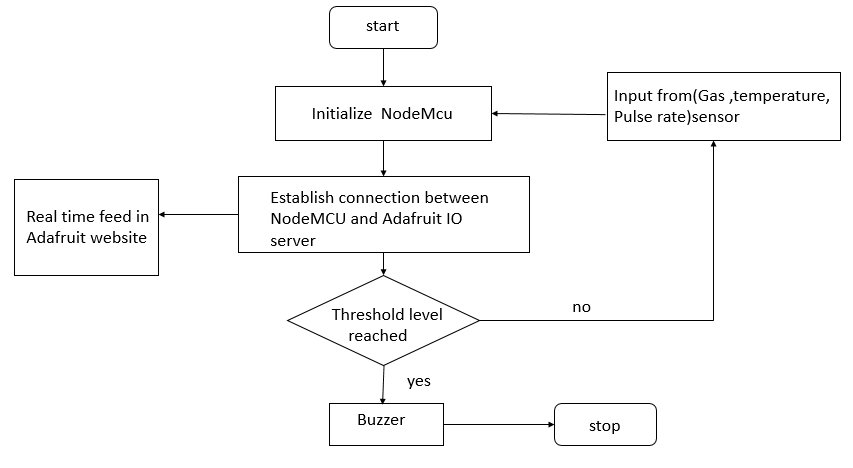 start
Initialize NodeMcu
Input from(Gas ,temperature,
Pulse rate)sensor
Establish connection between
NodeMCU and Adafruit IO
server
Real time feed in
Adafruit website
Threshold level
reached
no
yes
Buzzer
stop